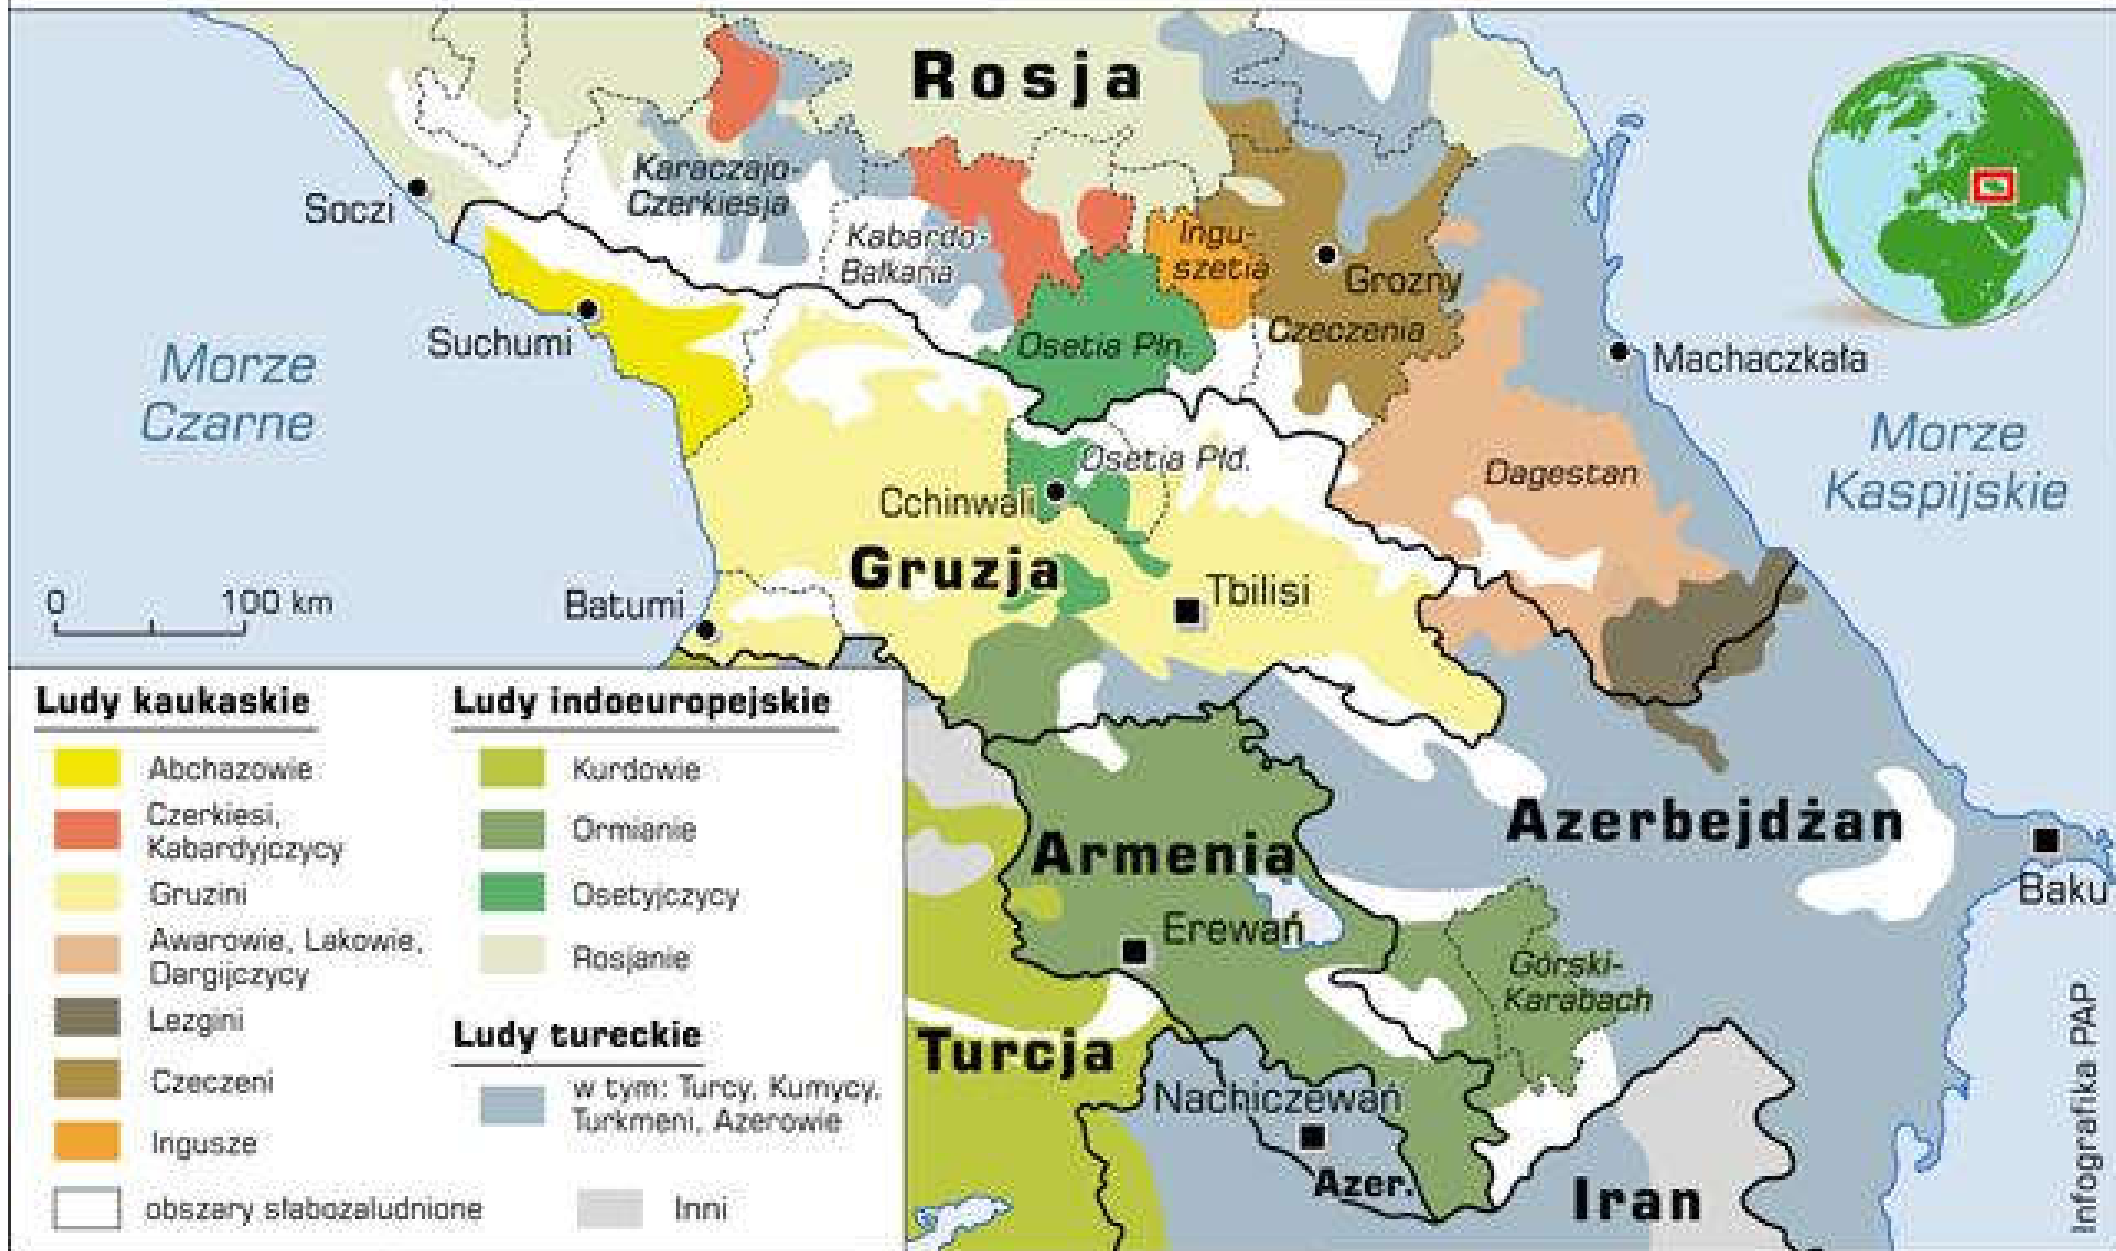 Rosja
Karaczajo-
Czerkiesja
Soczi
Kabardo-
Bałkaria
Ingu-
szetia
Grozny
Czeczenia
Suchumi
Osetia Płn.
Machaczkała
Morze
Czarne
Morze
Kaspijskie
Osetia Płd.
Dagestan
Cchinwali
Gruzja
Tbilisi
0
100 km
Batumi
Azerbejdżan
Armenia
Baku
Erewań
Górski-
Karabach
Turcja
Nachiczewań
Azer.
Iran
Ludy kaukaskie
Abchazowie
Czerkiesi,
Kabardyjczycy
Gruzini
Awarowie, Lakowie,
Dargijczycy
Lezgini
Czeczeni
Ingusze
obszary słabozaludnione
Ludy indoeuropejskie
Kurdowie
Ormianie
Osetyjczycy
Rosjanie
Ludy tureckie
w tym: Turcy, Kumycy,
Turkmeni, Azerowie
Inni
Infografika PAP